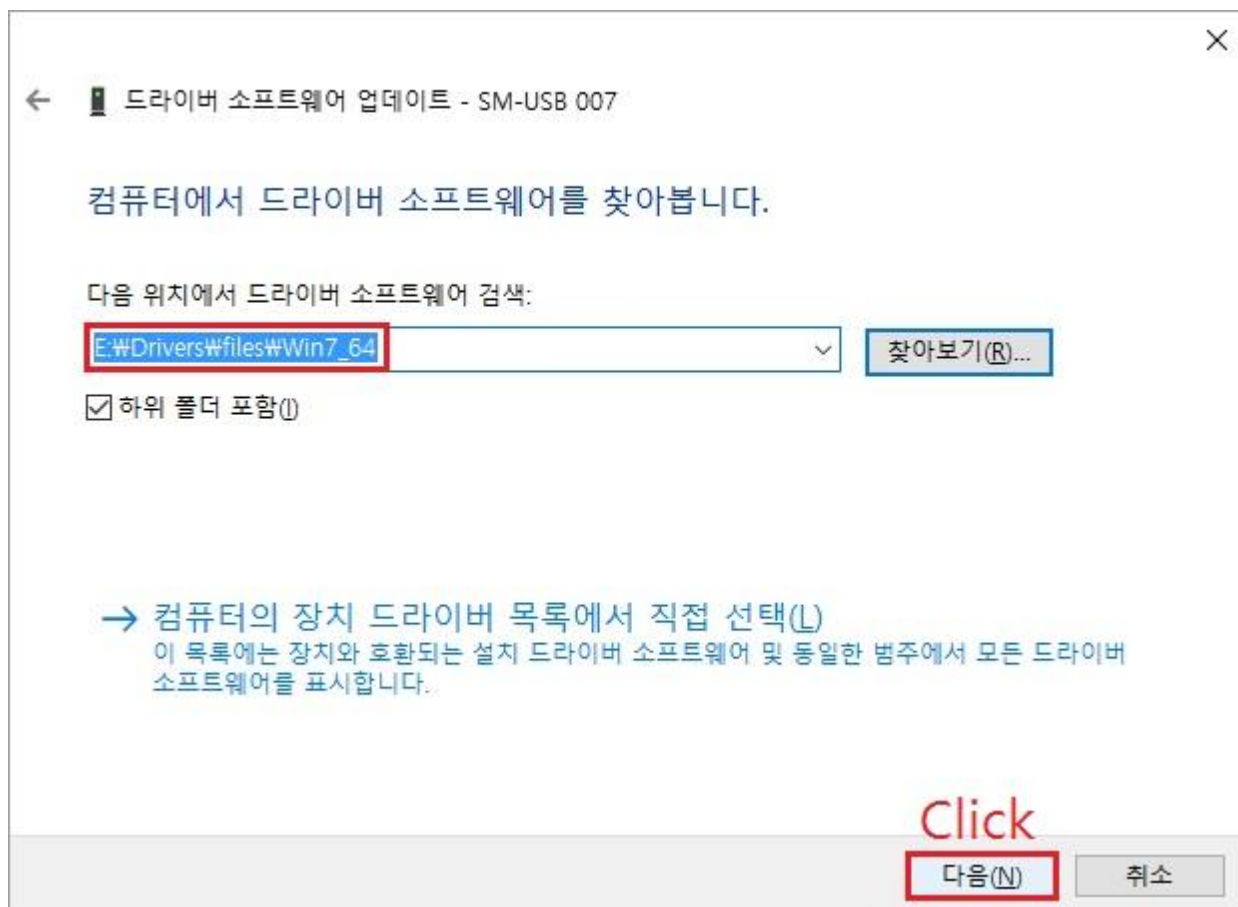 드라이버 소프트웨어 업데이트 - SM-USB 007
컴퓨터에서 드라이버 소프트웨어를 찾아봅니다.
다음 위치에서 드라이버 소프트웨어 검색:
E:₩Drivers₩files₩Win7_64
찾아보기(R)...
하위 폴더 포함(I)
→ 컴퓨터의 장치 드라이버 목록에서 직접 선택(L)
이 목록에는 장치와 호환되는 설치 드라이버 소프트웨어 및 동일한 범주에서 모든 드라이버
소프트웨어를 표시합니다.
Click
다음(N)
취소